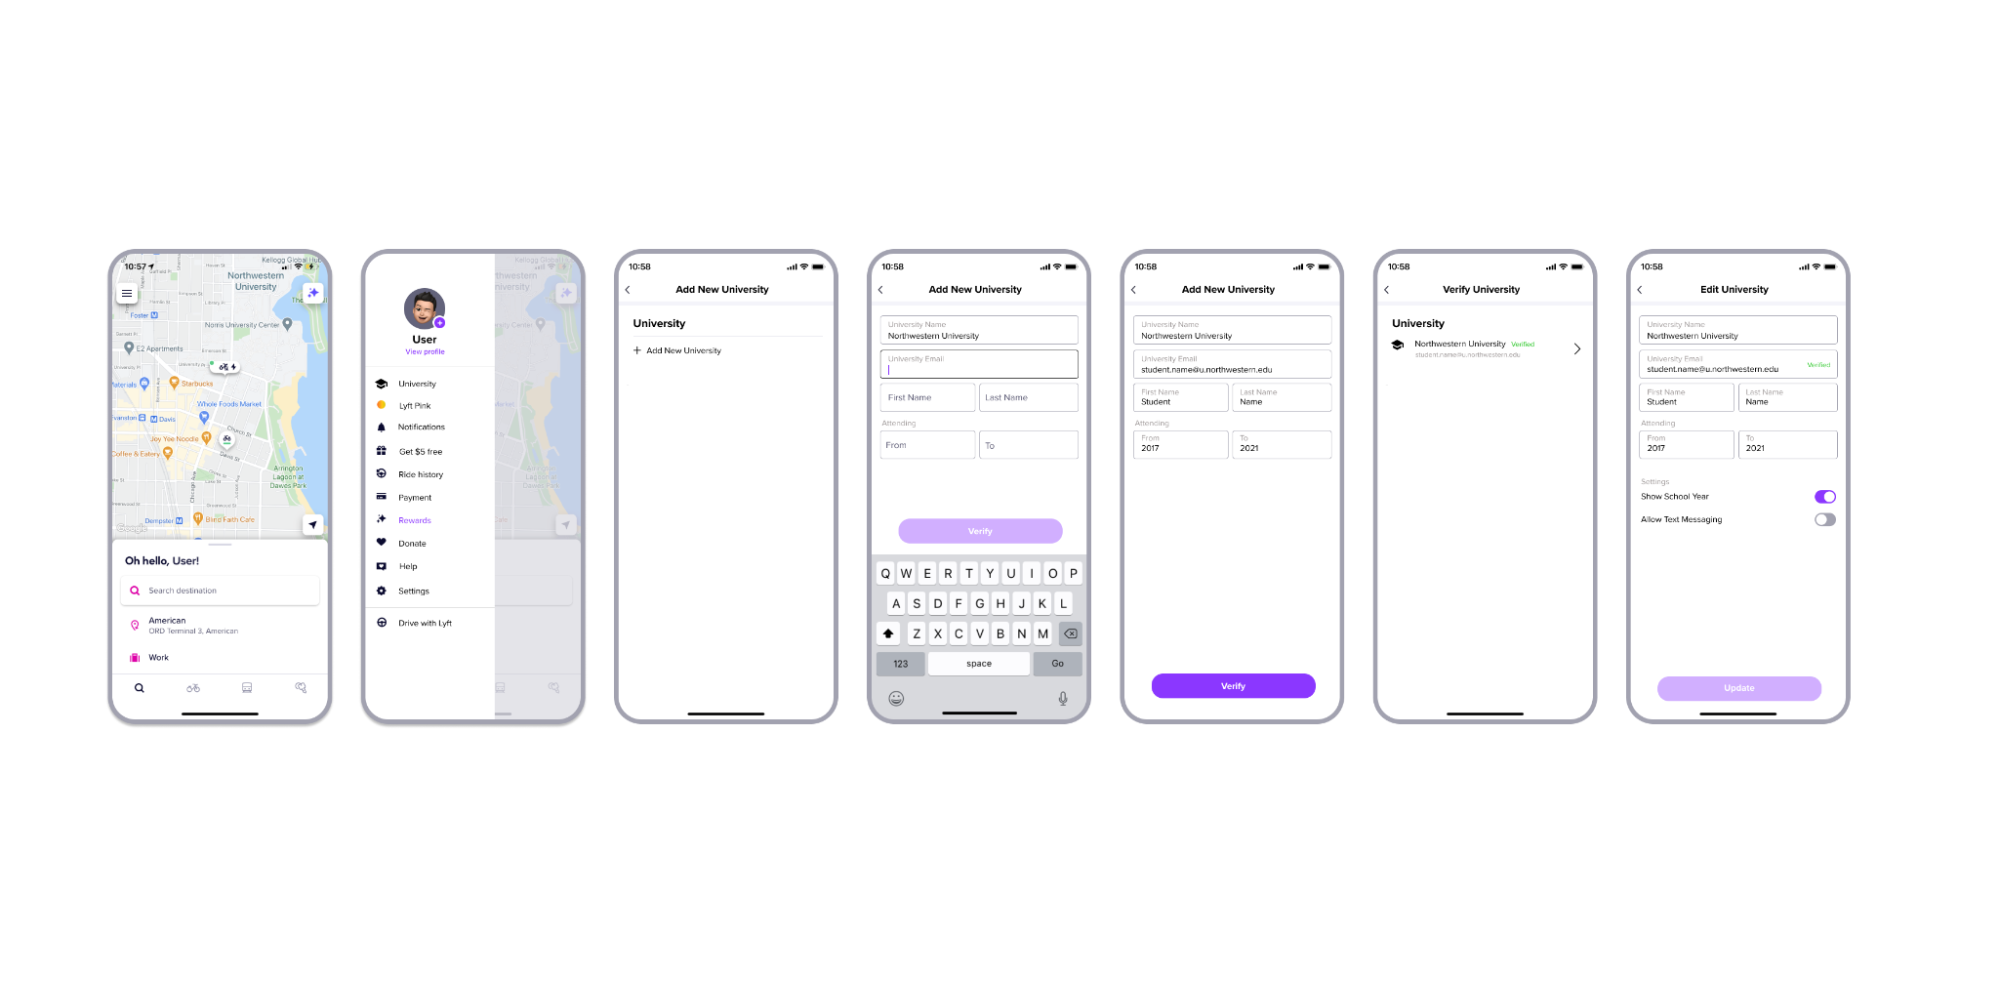 10:57
Kellogg Global Hub
Northwestern
University
Foster
Norris University Center
E2 Apartments
Starbucks
Whole Foods Market
Davis
Joy Yee Noodle
Church St
Davis St
Coffee & Eatery
Arrington
Lagoon at
Dawes Park
Chicago Ave
Google
Dempster
Blind Faith Cafe
Oh hello, User!
Search destination
American
ORD Terminal 3, American
Work
User
View profile
University
Lyft Pink
Notifications
Get $5 free
Ride history
Payment
Rewards
Donate
Help
Settings
Drive with Lyft
10:58
Add New University
University
+ Add New University
10:58
Add New University
University Name
Northwestern University
University Email
First Name Last Name
Attending
From To
Verify
Q W E R T Y U I O P
A S D F G H J K L
Z X C V B N M
123 space Go
10:58
Add New University
University Name
Northwestern University
University Email
student.name@u.northwestern.edu
First Name Last Name
Student Name
Attending
From To
2017 2021
Verify
10:58
Verify University
University
Northwestern University Verified
student.name@u.northwestern.edu
10:58
Edit University
University Name
Northwestern University
University Email
student.name@u.northwestern.edu Verified
First Name Last Name
Student Name
Attending
From To
2017 2021
Settings
Show School Year
Allow Text Messaging
Update